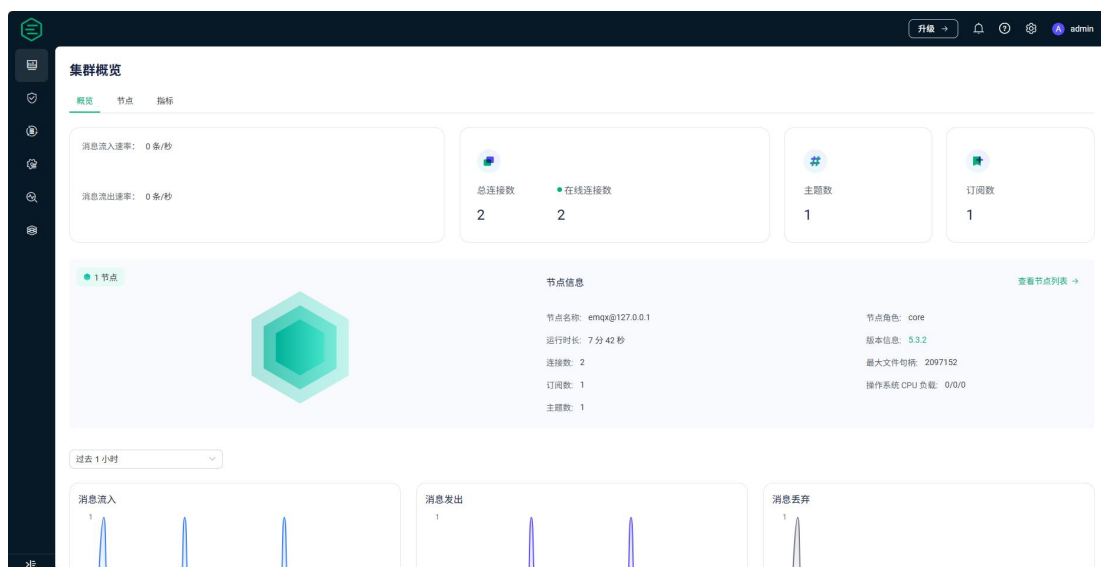 升级 →
A admin
集群概览
概览 节点 指标
消息流入速率: 0 条/秒
消息流出速率: 0 条/秒
总连接数 在线连接数
2 2
主题数
1
订阅数
1
1 节点
节点信息
查看节点列表 →
节点名称: emqx@127.0.0.1
节点角色: core
运行时长: 7 分 42 秒
版本信息: 5.3.2
连接数: 2
最大文件句柄: 2097152
订阅数: 1
操作系统 CPU 负载: 0/0/0
主题数: 1
过去 1 小时
消息流入
1
消息发出
1
消息丢弃
1